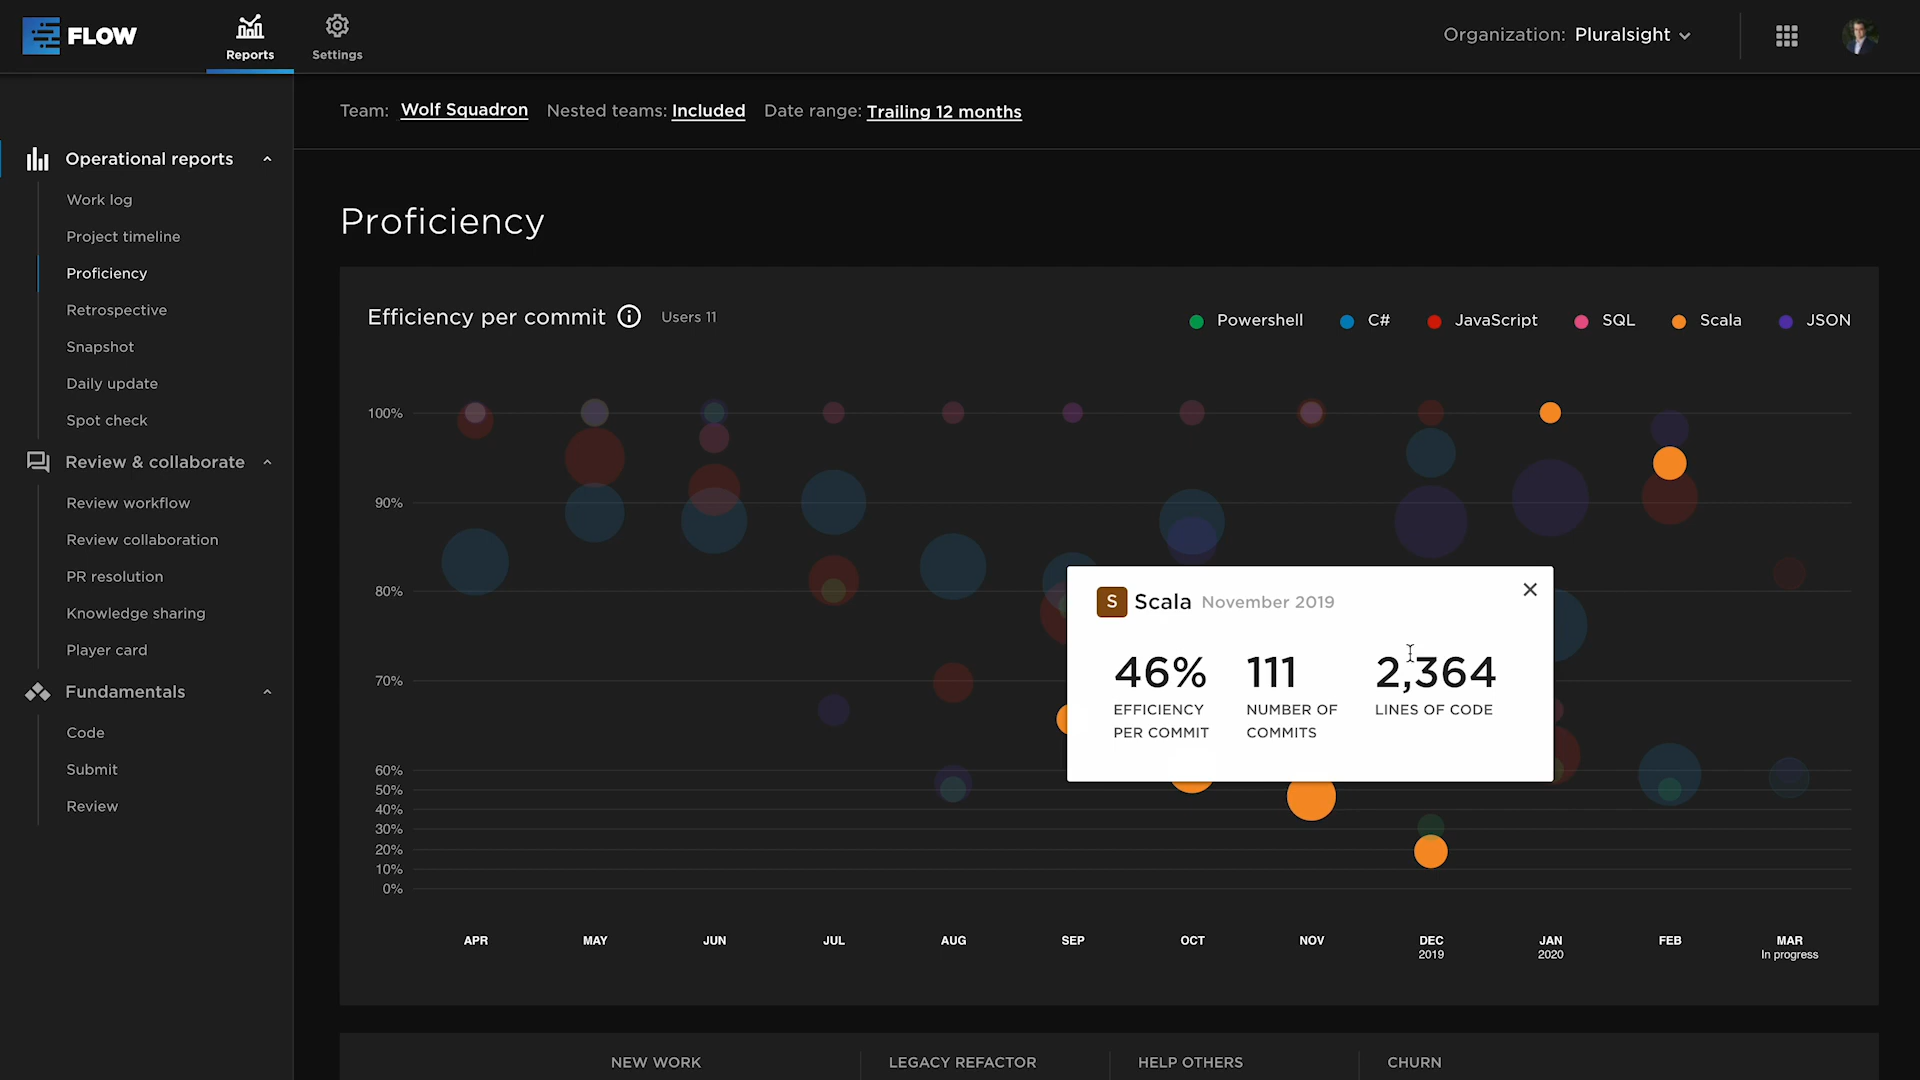 FLOW
Reports
Settings
Organization: Pluralsight
Team: Wolf Squadron Nested teams: Included Date range: Trailing 12 months
Operational reports
Work log
Project timeline
Proficiency
Retrospective
Snapshot
Daily update
Spot check
Review & collaborate
Review workflow
Review collaboration
PR resolution
Knowledge sharing
Player card
Fundamentals
Code
Submit
Review
Proficiency
Efficiency per commit i Users 11
Powershell C# JavaScript SQL Scala JSON
100%
90%
80%
70%
60%
50%
40%
30%
20%
10%
0%
S Scala November 2019
46% 111 2,364
EFFICIENCY NUMBER OF LINES OF CODE
PER COMMIT COMMITS
APR MAY JUN JUL AUG SEP OCT NOV DEC JAN FEB MAR
2019 2020 In progress
NEW WORK LEGACY REFACTOR HELP OTHERS CHURN